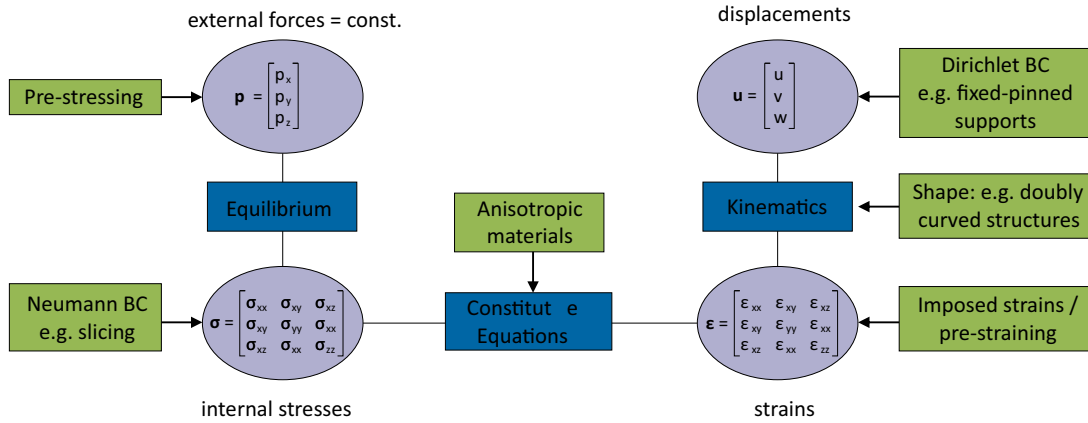 external forces = const.
displacements
Pre-stressing
p = [p_x
p_y
p_z]
u = [u
v
w]
Dirichlet BC
e.g. fixed-pinned
supports
Equilibrium
Anisotropic
materials
Kinematics
Shape: e.g. doubly
curved structures
Neumann BC
e.g. slicing
σ = [σ_xx σ_xy σ_xz
σ_xy σ_yy σ_xx
σ_xz σ_xx σ_zz]
Constitut e
Equations
ε = [ε_xx ε_xy ε_xz
ε_xy ε_yy ε_xx
ε_xz ε_xx ε_zz]
Imposed strains /
pre-straining
internal stresses
strains